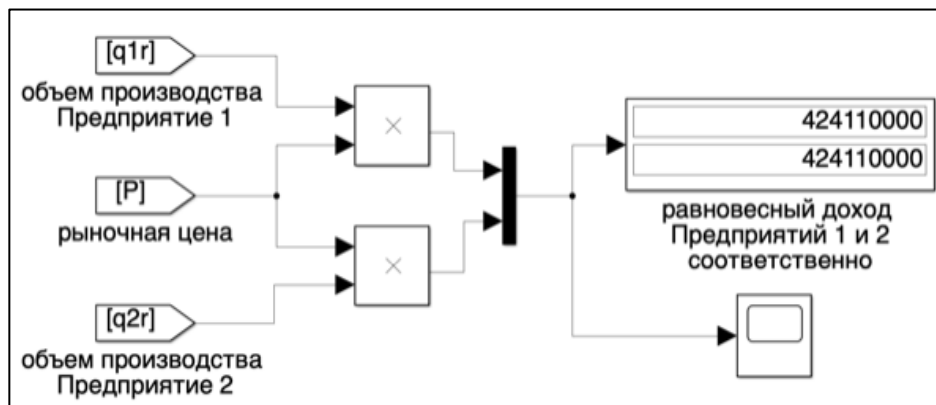 [q1r]
объем производства
Предприятие 1
×
[P]
рыночная цена
×
[q2r]
объем производства
Предприятие 2
424110000
424110000
равновесный доход
Предприятий 1 и 2
соответственно